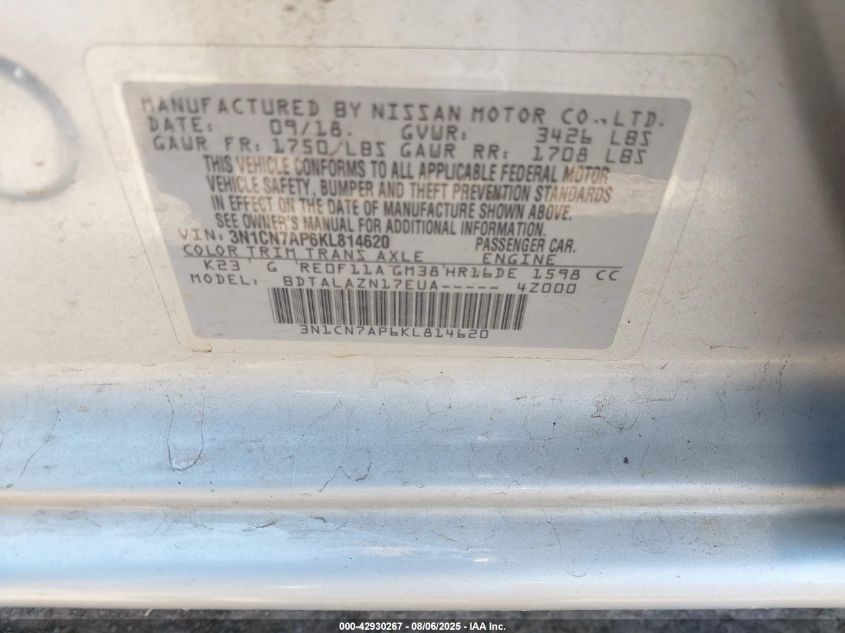 MANUFACTURED BY NISSAN MOTOR CO.,LTD.
DATE: 09/18. GVWR: 3426 LBS
GAWR FR: 1750/LBS GAWR RR: 1708 LBS
THIS VEHICLE CONFORMS TO ALL APPLICABLE FEDERAL MOTOR
VEHICLE SAFETY, BUMPER AND THEFT PREVENTION STANDARDS
IN EFFECT ON THE DATE OF MANUFACTURE SHOWN ABOVE.
SEE OWNER'S MANUAL FOR ADDITIONAL INFORMATION.
VIN: 3N1CN7AP6KL814620 PASSENGER CAR.
COLOR TRIM TRANS AXLE ENGINE
K23 G RE0F11A GM38 HR16DE 1598 CC
MODEL: BDTALAZN17EUA----- 4Z000
3N1CN7AP6KL814620
000-42930267 - 08/06/2025 - IAA Inc.